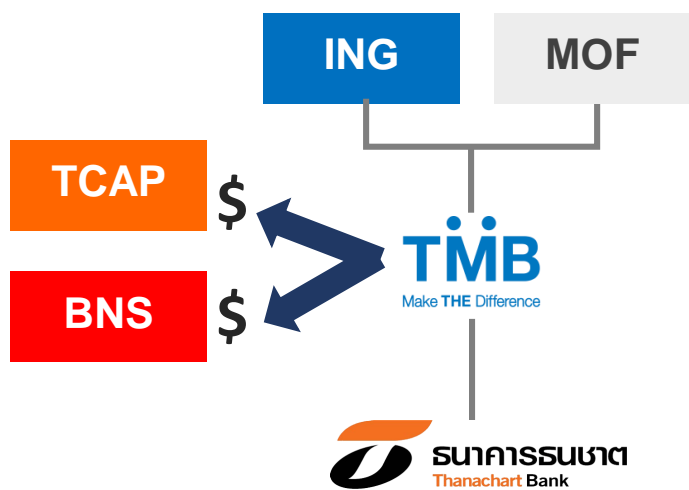 ING
MOF
TCAP
$
BNS
$
TMB
Make THE Difference
ธนาคารธนชาต
Thanachart Bank